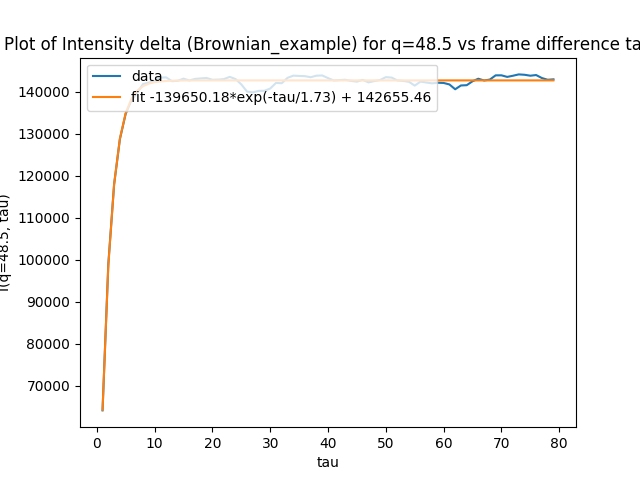 Plot of Intensity delta (Brownian_example) for q=48.5 vs frame difference ta
data
fit -139650.18*exp(-tau/1.73) + 142655.46
I(q=48.5, tau)
140000
130000
120000
110000
100000
90000
80000
70000
0 10 20 30 40 50 60 70 80
tau